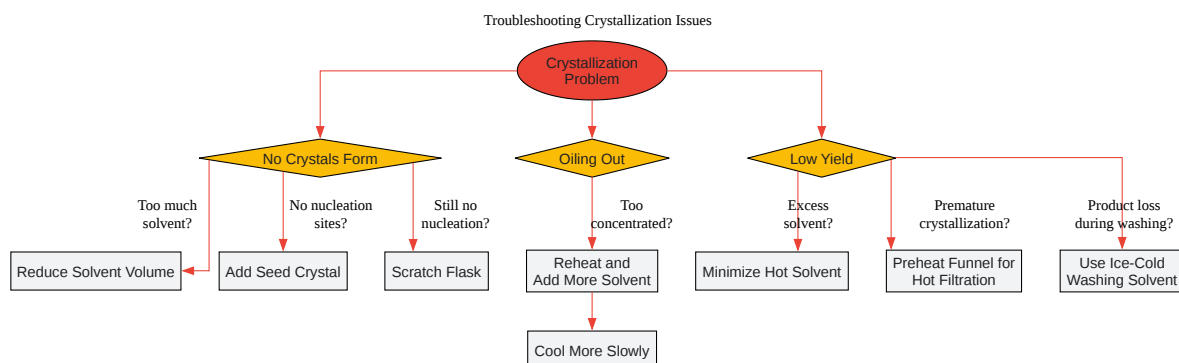 Troubleshooting Crystallization Issues
Crystallization
Problem
No Crystals Form
Oiling Out
Low Yield
Too much
solvent?
No nucleation
sites?
Still no
nucleation?
Too
concentrated?
Excess
solvent?
Premature
crystallization?
Product loss
during washing?
Reduce Solvent Volume
Add Seed Crystal
Scratch Flask
Reheat and
Add More Solvent
Minimize Hot Solvent
Preheat Funnel for
Hot Filtration
Use Ice-Cold
Washing Solvent
Cool More Slowly